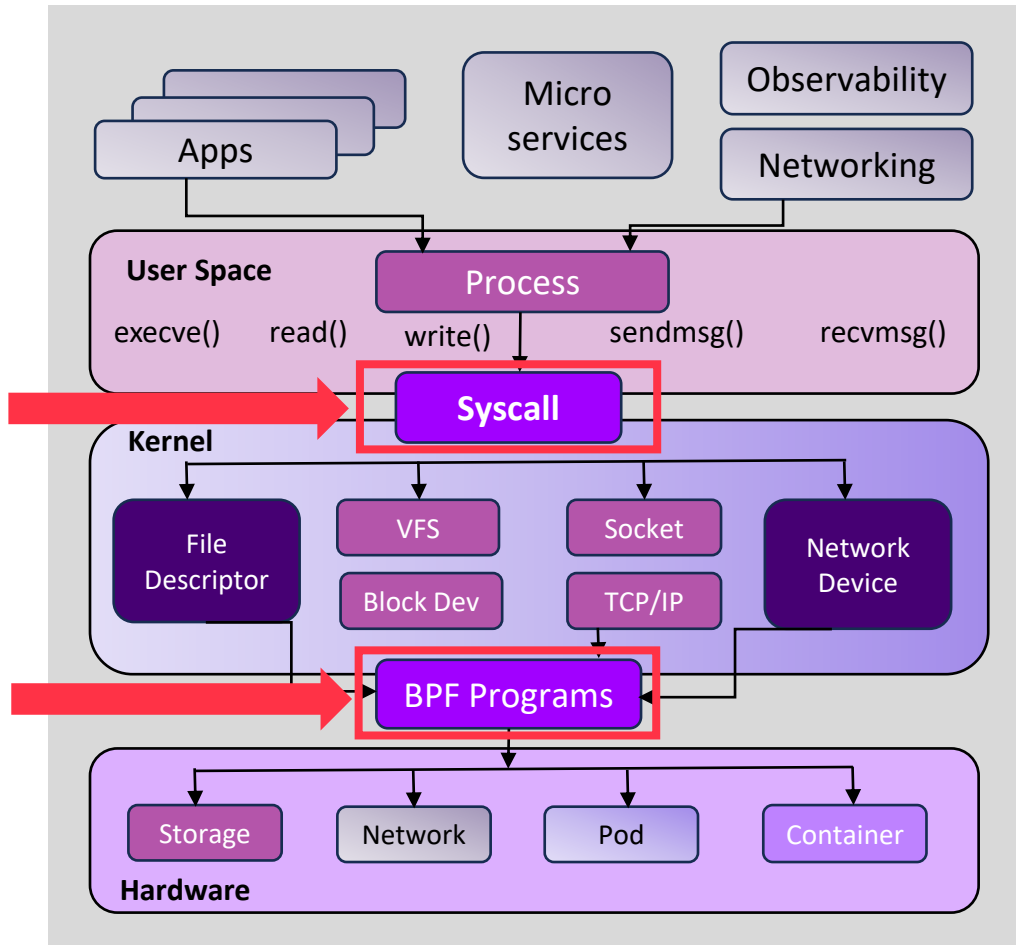 Apps
Micro
services
Observability
Networking
User Space
Process
execve()
read()
write()
sendmsg()
recvmsg()
Syscall
Kernel
File
Descriptor
VFS
Socket
Network
Device
Block Dev
TCP/IP
BPF Programs
Storage
Network
Pod
Container
Hardware